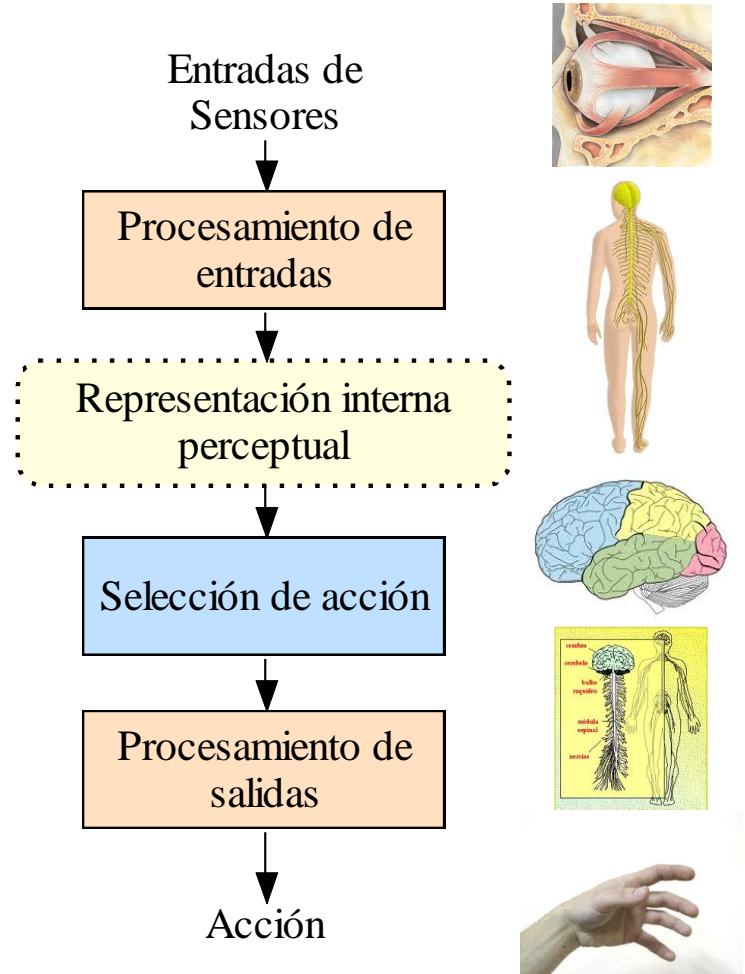 Entradas de
Sensores
Procesamiento de
entradas
Representación interna
perceptual
Selección de acción
Procesamiento de
salidas
Acción
cerebro
cerebelo
bulbo
raquídeo
médula
espinal
nervios